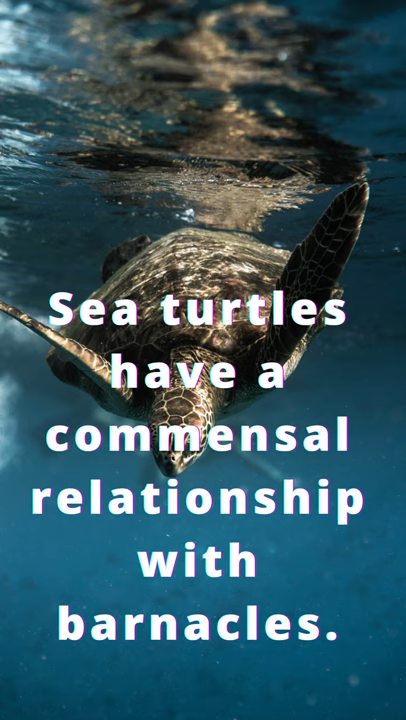 Sea turtles
have a
commensal
relationship
with
barnacles.